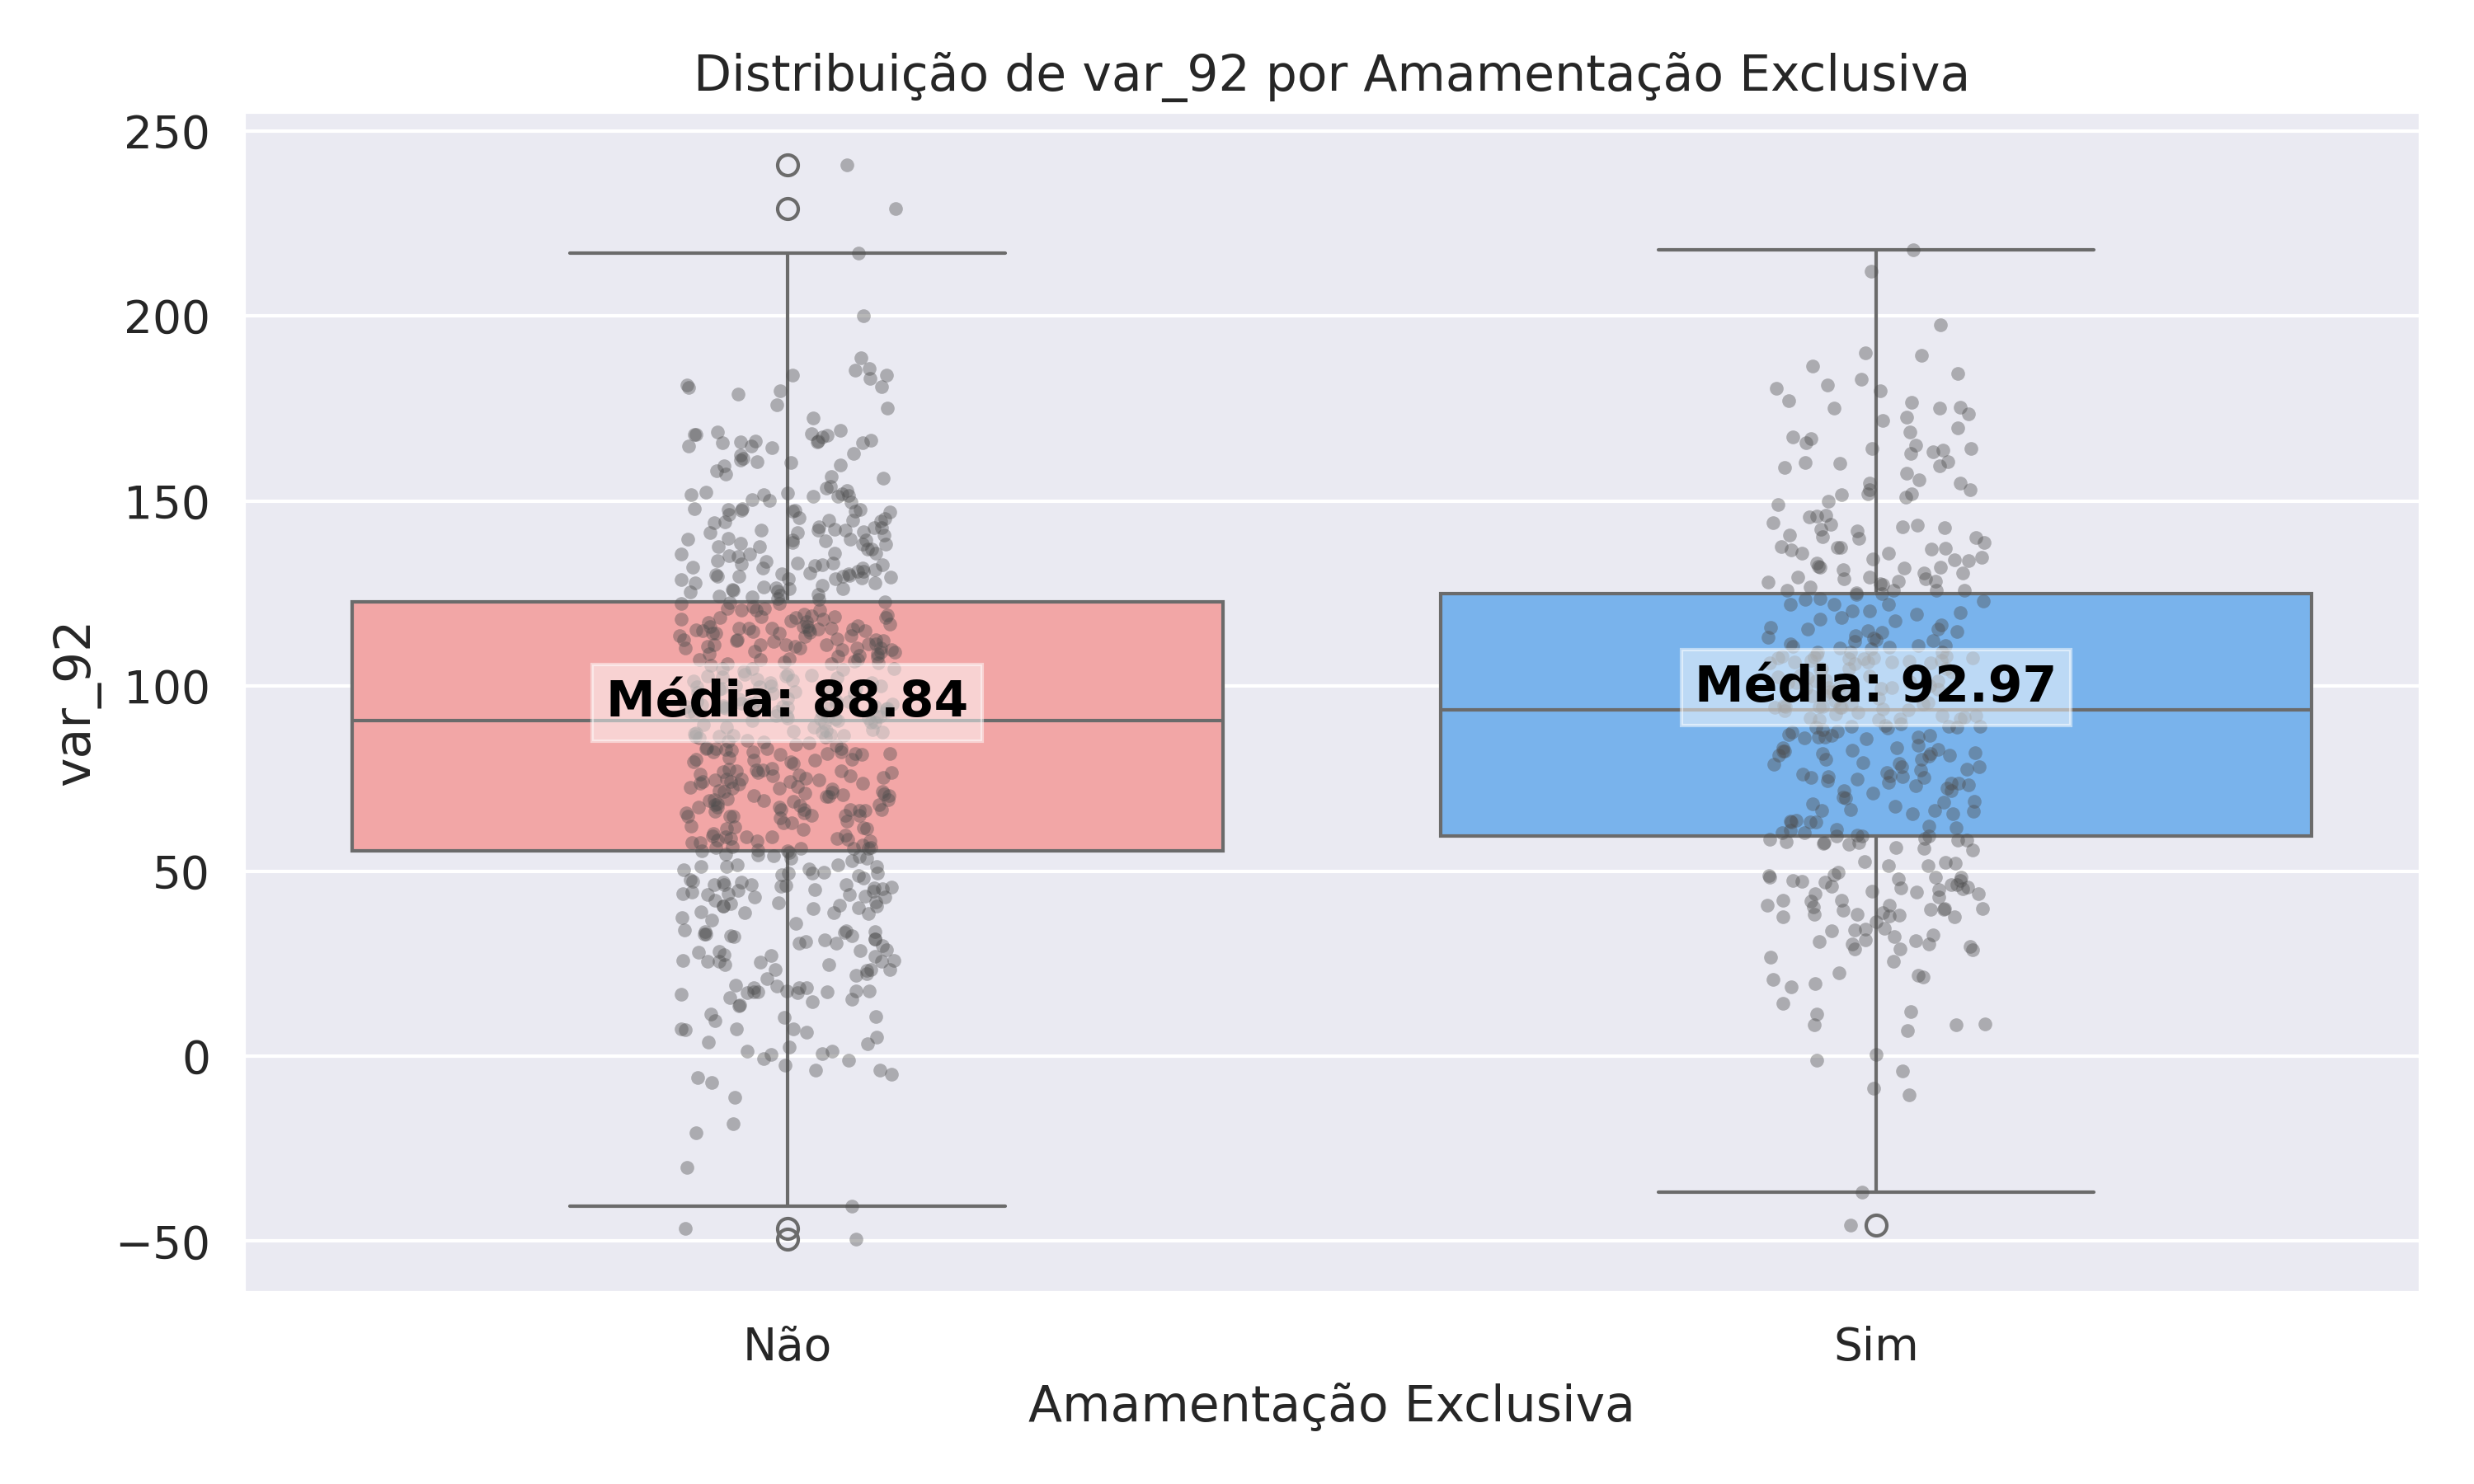 Distribuição de var_92 por Amamentação Exclusiva
250
200
150
100
50
0
−50
var_92
Média: 88.84
Média: 92.97
Não
Sim
Amamentação Exclusiva